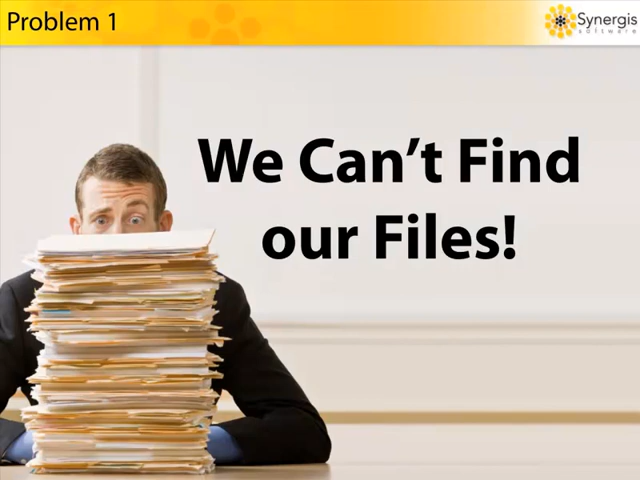 Problem 1
Synergis
software
We Can't Find
our Files!